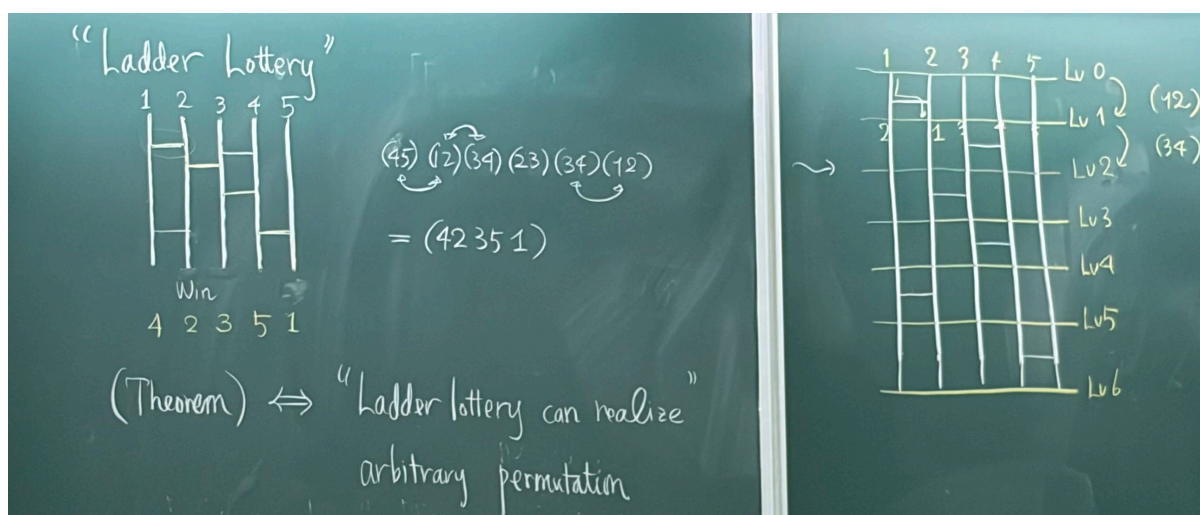 "Ladder Lottery"
1 2 3 4 5
Win
4 2 3 5 1
(45)(12)(34)(23)(34)(12)
= (42351)
(Theorem) ⇔ "Ladder lottery can realize"
arbitrary permutation
1 2 3 4 5
Lv 0
(12)
Lv 1
2 1 3 4
(34)
Lv 2
Lv 3
Lv 4
Lv 5
Lv 6